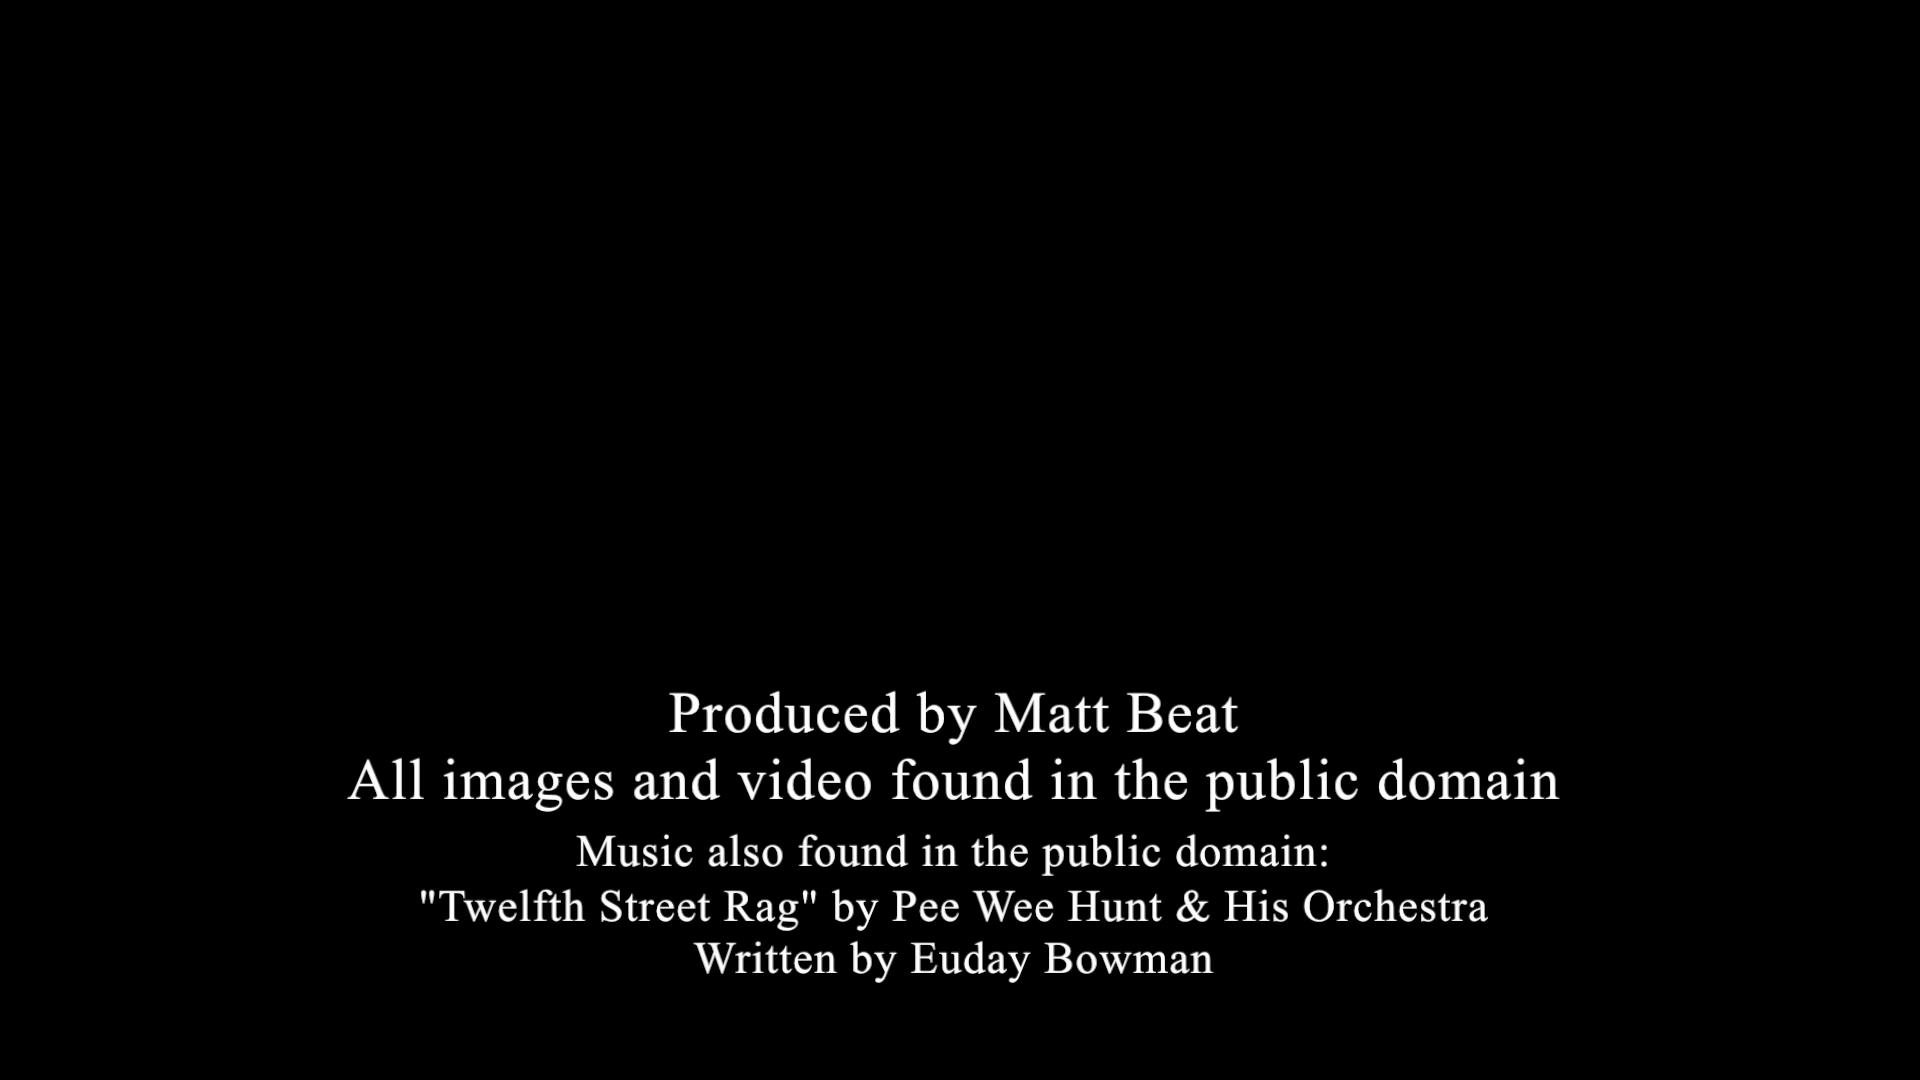 Produced by Matt Beat
All images and video found in the public domain
Music also found in the public domain:
"Twelfth Street Rag" by Pee Wee Hunt & His Orchestra
Written by Euday Bowman